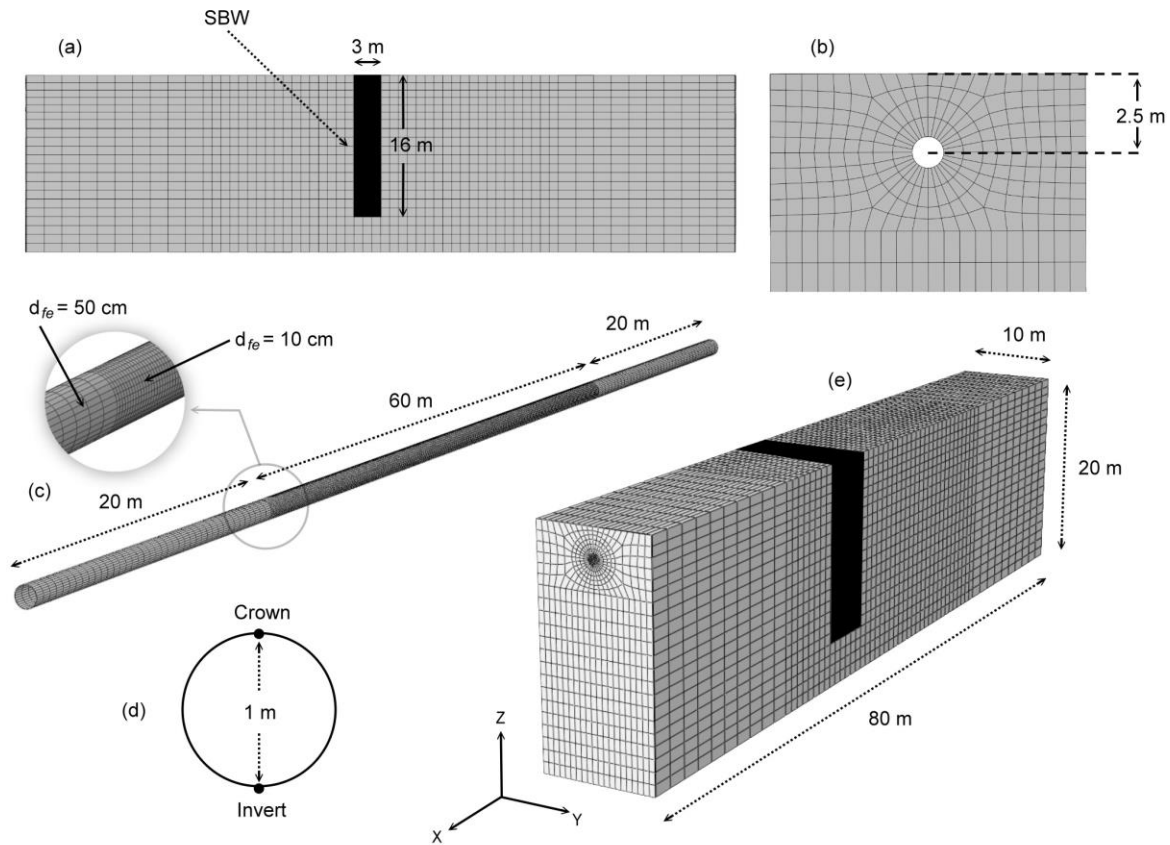 SBW
(a)
3 m
16 m
(b)
2.5 m
d_fe = 50 cm
d_fe = 10 cm
20 m
60 m
20 m
(c)
(e)
10 m
20 m
80 m
Crown
(d)
1 m
Invert
Z
X
Y